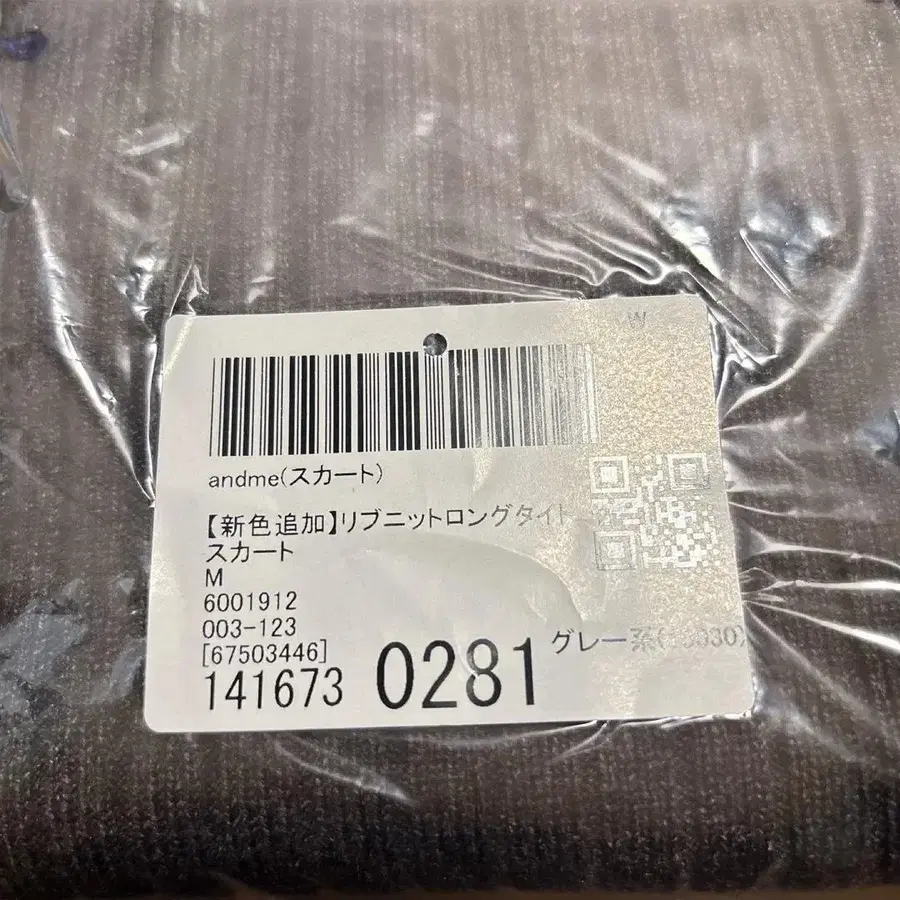 W
andme(スカート)
【新色追加】リブニットロングタイト
スカート
M
6001912
003-123
[67503446]
グレー系
141673 0281